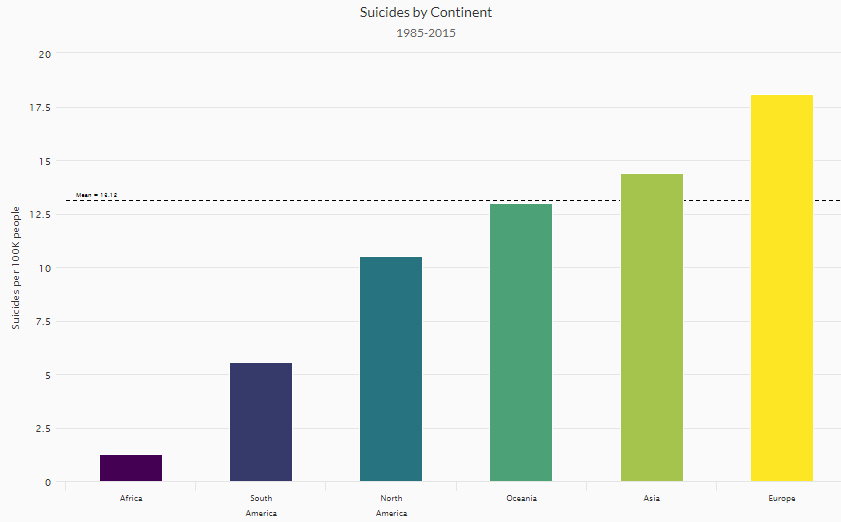 Suicides by Continent
1985-2015
20
17.5
15
Mean = 13.12
12.5
10
7.5
5
2.5
0
Suicides per 100K people
Africa
South
America
North
America
Oceania
Asia
Europe